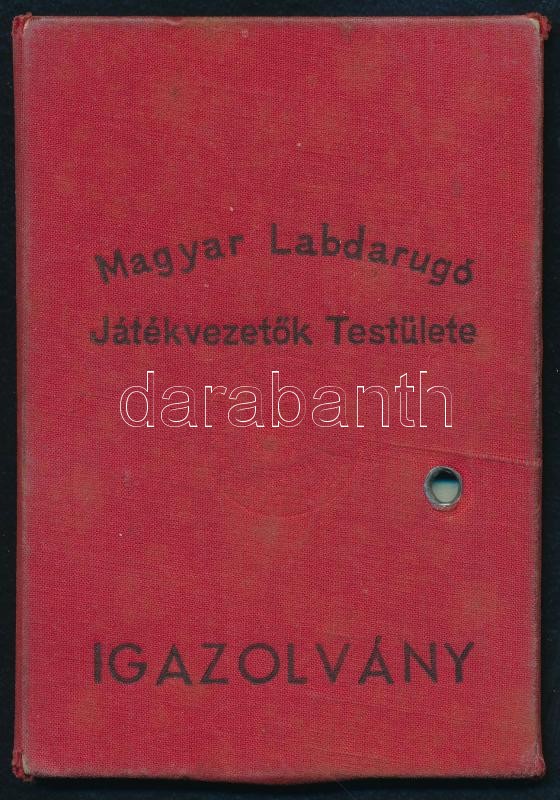 Magyar Labdarugó
Játékvezetők Testülete
darabanth
IGAZOLVÁNY